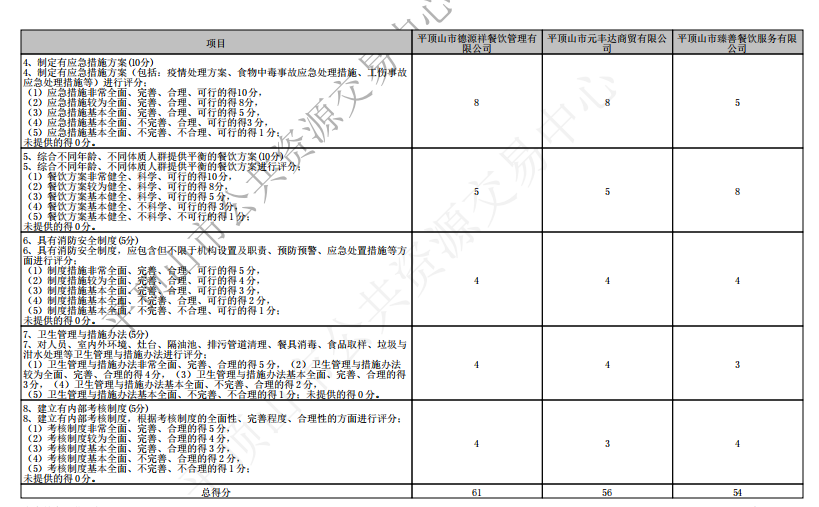 项目
平顶山市德源祥餐饮管理有
限公司
平顶山市元丰达商贸有限公
司
平顶山市臻善餐饮服务有限
公司
4、制定有应急措施方案(10分)
4、制定有应急措施方案（包括：疫情处理方案、食物中毒事故应急处理措施、工伤事故
应急处理措施等）进行评分；
（1）应急措施非常全面、完善、合理、可行的得10分，
（2）应急措施较为全面、完善、合理、可行的得8分，
（3）应急措施基本全面、完善、合理、可行的得5分，
（4）应急措施基本全面、不完善、合理、可行的得3分，
（5）应急措施基本全面、不完善、不合理、可行的得1分；
未提供的得0分。
8
8
5
5、综合不同年龄、不同体质人群提供平衡的餐饮方案(10分)
5、综合不同年龄、不同体质人群提供平衡的餐饮方案进行评分；
（1）餐饮方案非常健全、科学、可行的得10分，
（2）餐饮方案较为健全、科学、可行的得8分，
（3）餐饮方案基本健全、科学、可行的得5分，
（4）餐饮方案基本健全、不科学、可行的得3分，
（5）餐饮方案基本健全、不科学、不可行的得1分；
未提供的得0分。
5
5
8
6、具有消防安全制度(5分)
6、具有消防安全制度，应包含但不限于机构设置及职责、预防预警、应急处置措施等方
面进行评分；
（1）制度措施非常全面、完善、合理、可行的得5分，
（2）制度措施较为全面、完善、合理、可行的得4分，
（3）制度措施基本全面、完善、合理、可行的得3分，
（4）制度措施基本全面、不完善、合理、可行的得2分，
（5）制度措施基本全面、不完善、不合理、可行的得1分；
未提供的得0分。
4
4
4
7、卫生管理与措施办法(5分)
7、对人员、室内外环境、灶台、隔油池、排污管道清理、餐具消毒、食品取样、垃圾与
泔水处理等卫生管理与措施办法进行评分；
（1）卫生管理与措施办法非常全面、完善、合理的得5分，（2）卫生管理与措施办法
较为全面、完善、合理的得4分，（3）卫生管理与措施办法基本全面、完善、合理的得
3分，（4）卫生管理与措施办法基本全面、不完善、合理的得2分，
（5）卫生管理与措施办法基本全面、不完善、不合理的得1分；未提供的得0分。
4
4
3
8、建立有内部考核制度(5分)
8、建立有内部考核制度，根据考核制度的全面性、完善程度、合理性的方面进行评分；
（1）考核制度非常全面、完善、合理的得5分，
（2）考核制度较为全面、完善、合理的得4分，
（3）考核制度基本全面、完善、合理的得3分，
（4）考核制度基本全面、不完善、合理的得2分，
（5）考核制度基本全面、不完善、不合理的得1分；
未提供的得0分。
4
3
4
总得分
61
56
54
平顶山市公共资源交易中心
平顶山市公共资源交易中心